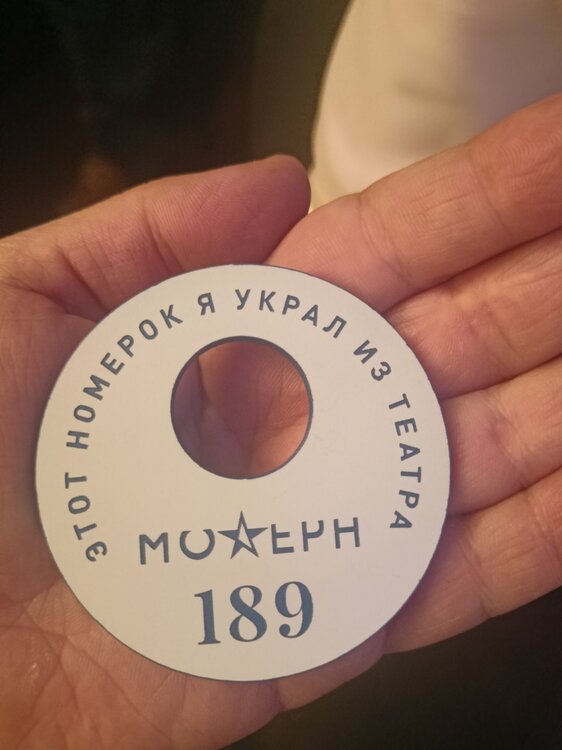 ЭТОТ НОМЕРОК Я УКРАЛ ИЗ ТЕАТРА
МОДЕРН
189